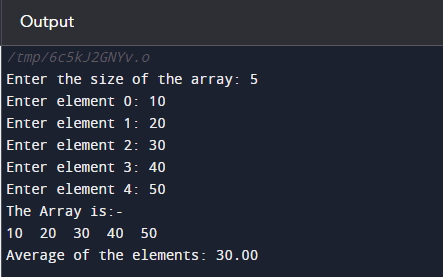 Output
/tmp/6c5kJ2GNYv.o
Enter the size of the array: 5
Enter element 0: 10
Enter element 1: 20
Enter element 2: 30
Enter element 3: 40
Enter element 4: 50
The Array is:-
10  20  30  40  50
Average of the elements: 30.00